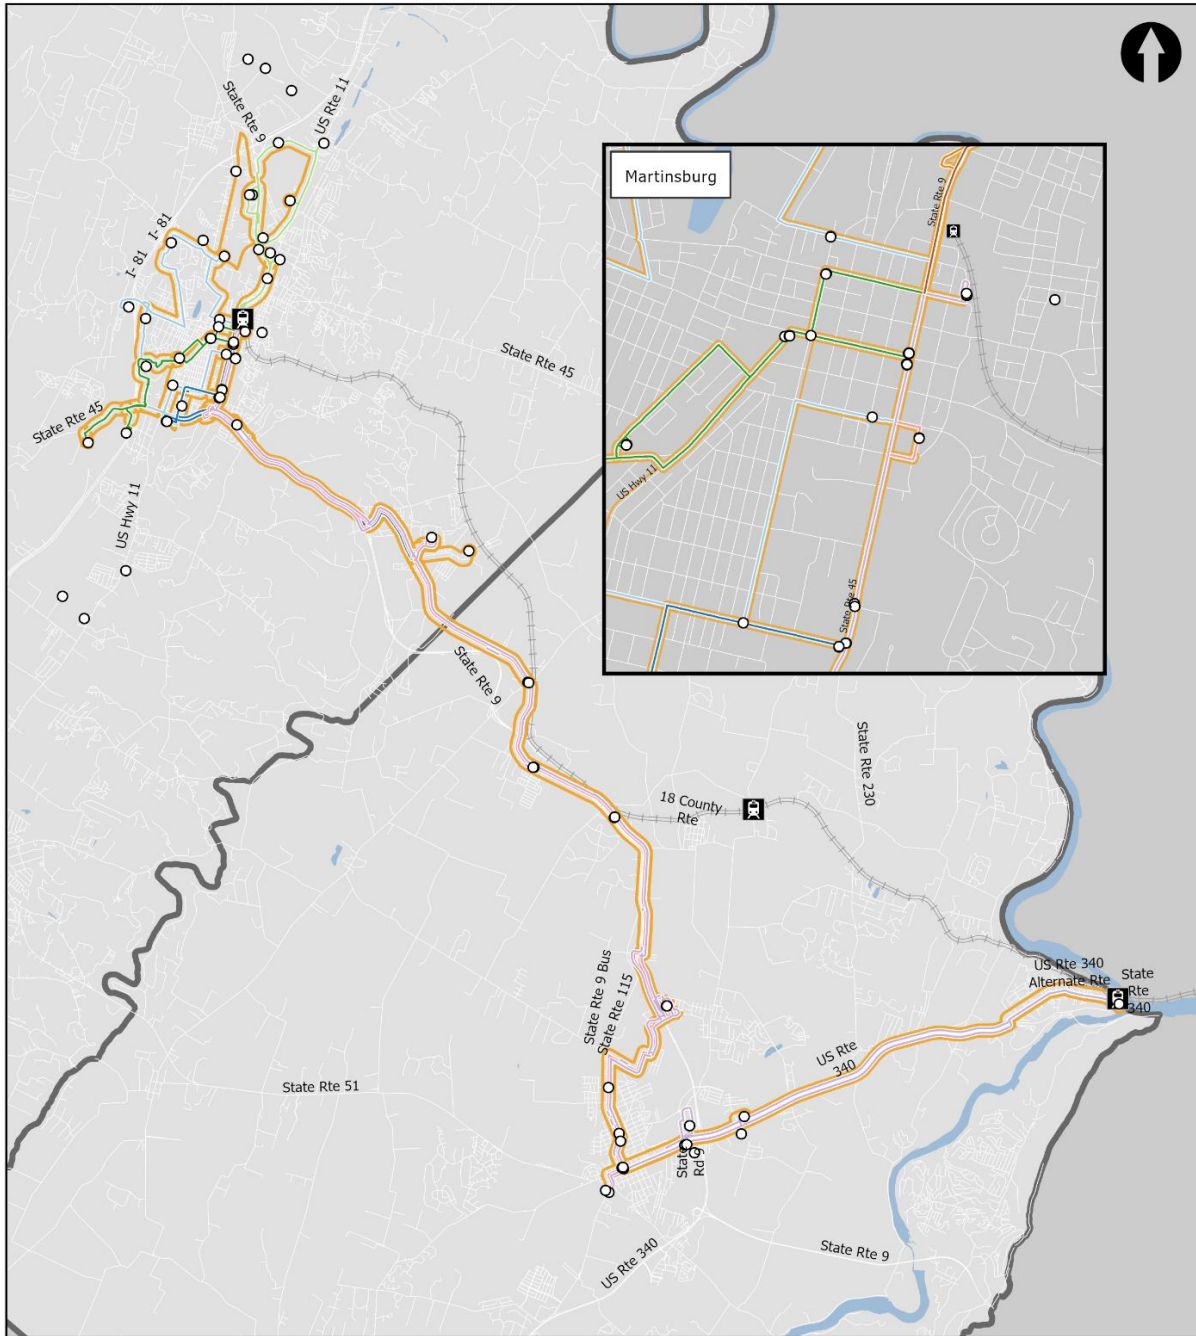 State Rte 9
US Rte 11
Martinsburg
State Rte 9
I- 81
I- 81
State Rte 45
State Rte 45
US Hwy 11
US Hwy 11
State Rte 45
State Rte 9
State Rte 230
18 County
Rte
State Rte 9 Bus
State Rte 115
US Rte 340
Alternate Rte
State
Rte
340
US Rte
340
State Rte 51
State
Rd 9
US Rte 340
State Rte 9